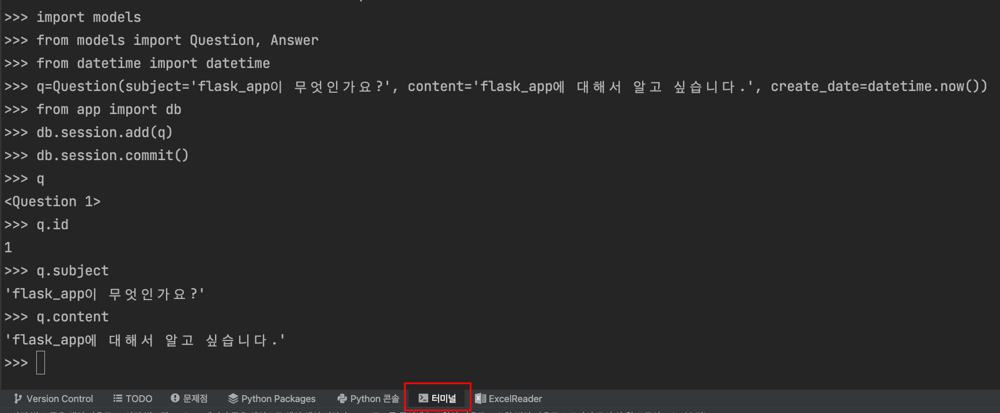 >>> import models
>>> from models import Question, Answer
>>> from datetime import datetime
>>> q=Question(subject='flask_app이 무엇인가요?', content='flask_app에 대해서 알고 싶습니다.', create_date=datetime.now())
>>> from app import db
>>> db.session.add(q)
>>> db.session.commit()
>>> q
<Question 1>
>>> q.id
1
>>> q.subject
'flask_app이 무엇인가요?'
>>> q.content
'flask_app에 대해서 알고 싶습니다.'
>>>
Version Control TODO 문제점 Python Packages Python 콘솔 터미널 ExcelReader